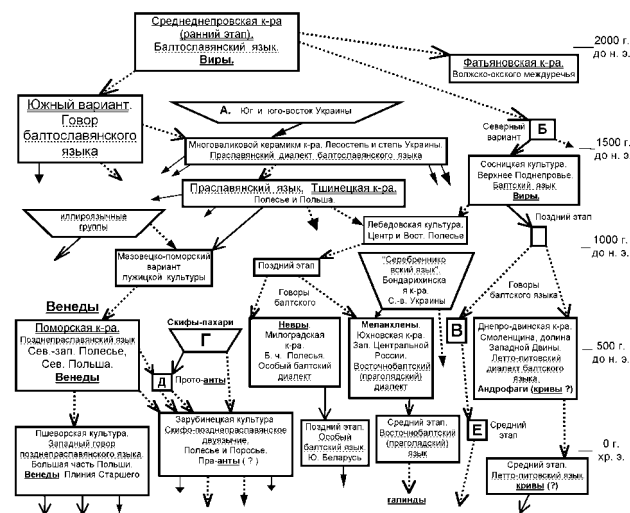 Среднеднепровская к-ра
(ранний этап).
Балтославянский язык.
Виры.
Фатьяновская к-ра.
Волжско-окского междуречья
2000 г.
до н. э.
Южный вариант.
Говор
балтославянского
языка
А. Юг и юго-восток Украины
Северный
вариант
Б
Многоваликовой керамики к-ра. Лесостепь и степь Украины.
Праславянский диалект балтославянского языка
1500 г.
до н. э.
Сосницкая культура.
Верхнее Поднепровье.
Балтский язык
Виры.
Праславянский язык. Тшинецкая к-ра.
Полесье и Польша.
иллироязычные
группы
Лебедовская культура.
Центр и Вост. Полесье
Поздний этап
1000 г.
до н. э.
Мазовецко-поморский
вариант
лужицкой культуры
Поздний этап
"Серебреннико
вский язык".
Бондарихинска
я к-ра.
С.-в. Украины
Говоры
балтского
Говоры
балтского языка
Венеды
Скифы-пахари
Поморская к-ра.
Позднепраславянский язык
Сев.-зап. Полесье,
Сев. Польша.
Венеды
Г
Д
Прото-анты
Невры.
Милоградская
к-ра.
Б. ч. Полесья.
Особый балтский
диалект
Меланхлены.
Юхновская к-ра.
Зап. Центральной
России.
Восточнобалтский
(праголядский)
диалект
В
Днепро-двинская к-ра.
Смоленщина, долина
Западной Двины.
Летто-литовский
диалект балтского
языка.
Андрофаги (кривы ?)
500 г.
до н. э.
Пшеворская культура.
Западный говор
позднепраславянского языка.
Большая часть Польши.
Венеды Плиния Старшего
Зарубинецкая культура
Скифо-позднепраславянское
двуязычие,
Полесье и Поросье.
Пра-анты ( ? )
Поздний этап.
Особый
балтский язык.
Ю. Беларусь
Средний этап.
Восточнобалтский
(праголядский)
язык
Е
Средний
этап
0 г.
хр. э.
Средний этап.
Летто-литовский язык
кривы (?)
галинды